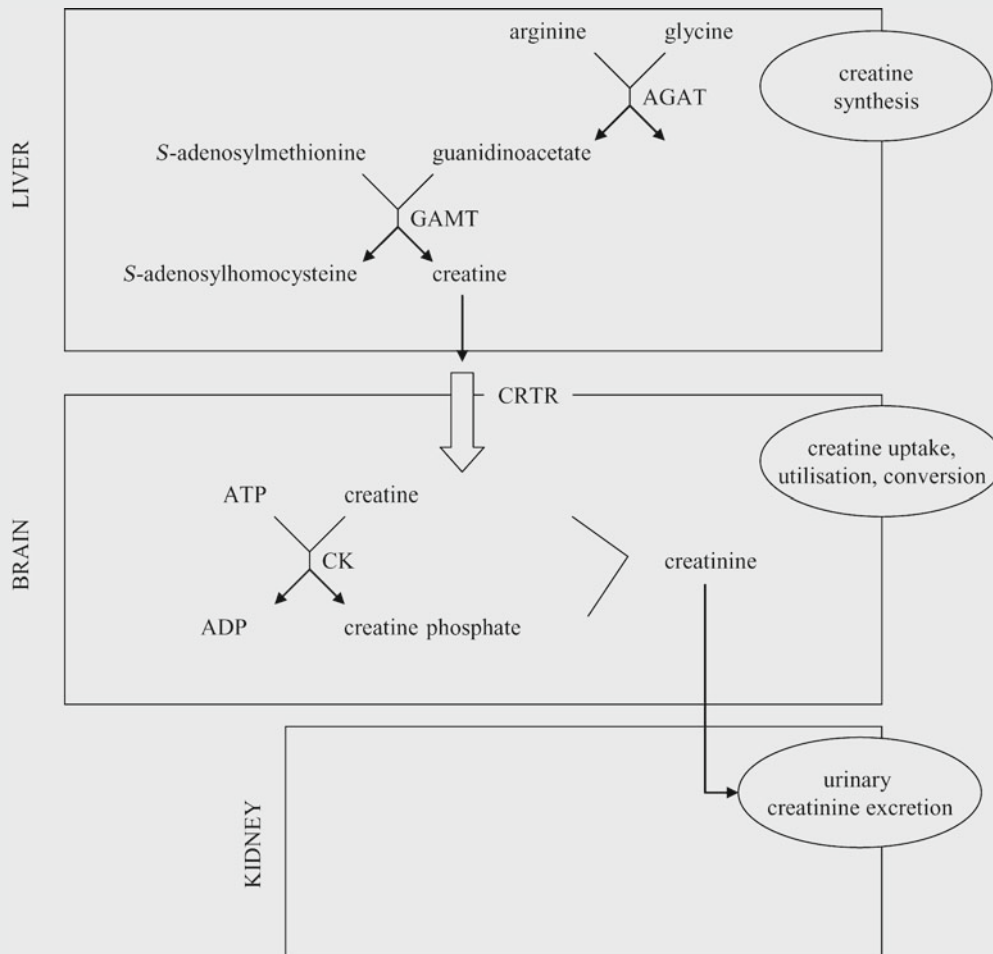 LIVER
arginine glycine
creatine
synthesis
AGAT
S-adenosylmethionine guanidinoacetate
GAMT
S-adenosylhomocysteine creatine
CRTR
BRAIN
creatine uptake,
utilisation, conversion
ATP creatine
CK
creatinine
ADP creatine phosphate
KIDNEY
urinary
creatinine excretion